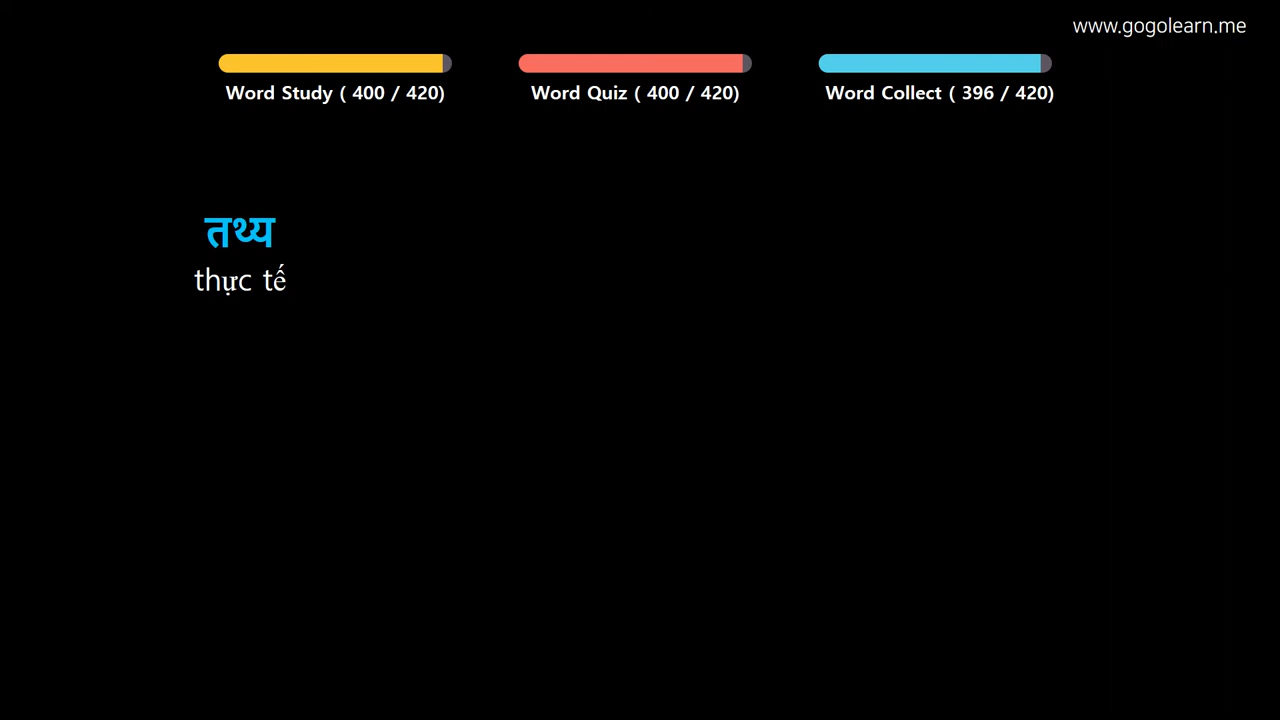 www.gogolearn.me
Word Study ( 400 / 420)
Word Quiz ( 400 / 420)
Word Collect ( 396 / 420)
तथ्य
thực tế